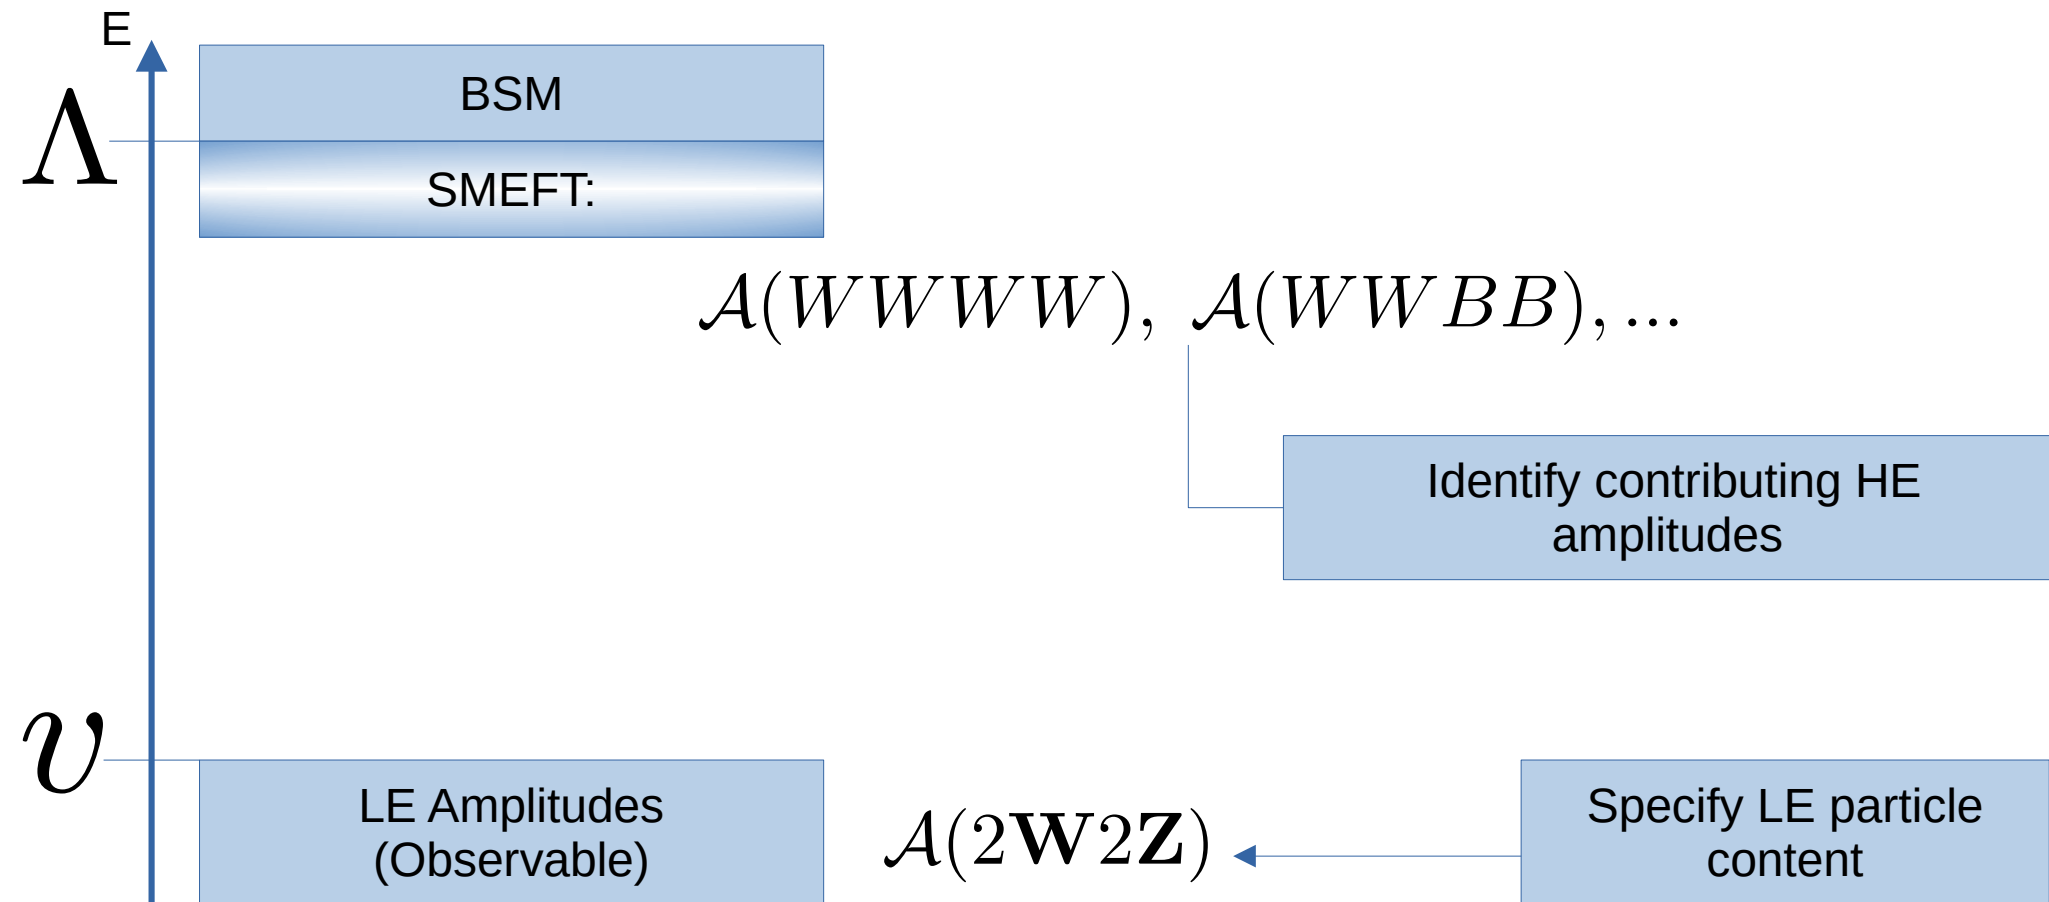 E
Λ
BSM
SMEFT:
𝒜(WWWW), 𝒜(WWBB), ...
Identify contributing HE
amplitudes
υ
LE Amplitudes
(Observable)
𝒜(2𝐖2𝐙)
Specify LE particle
content